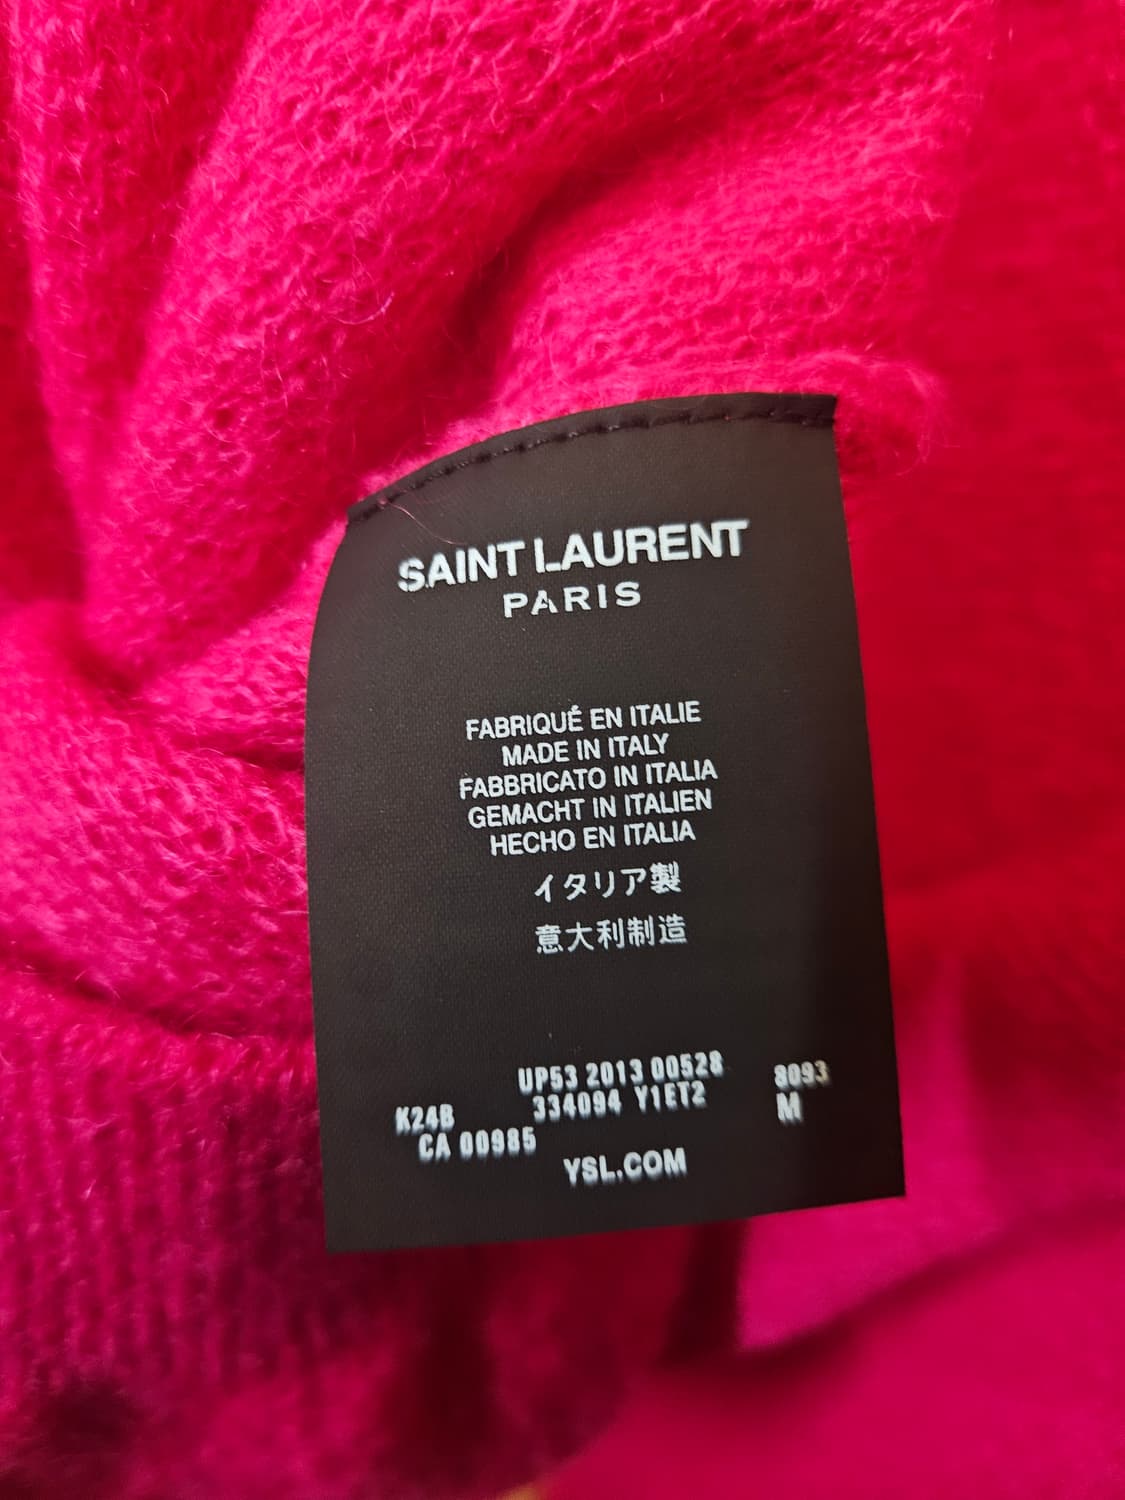 SAINT LAURENT
PARIS
FABRIQUÉ EN ITALIE
MADE IN ITALY
FABBRICATO IN ITALIA
GEMACHT IN ITALIEN
HECHO EN ITALIA
イタリア製
意大利制造
UP53 2013 00528 8093
K24B 334094 Y1ET2 M
CA 00985
YSL.COM